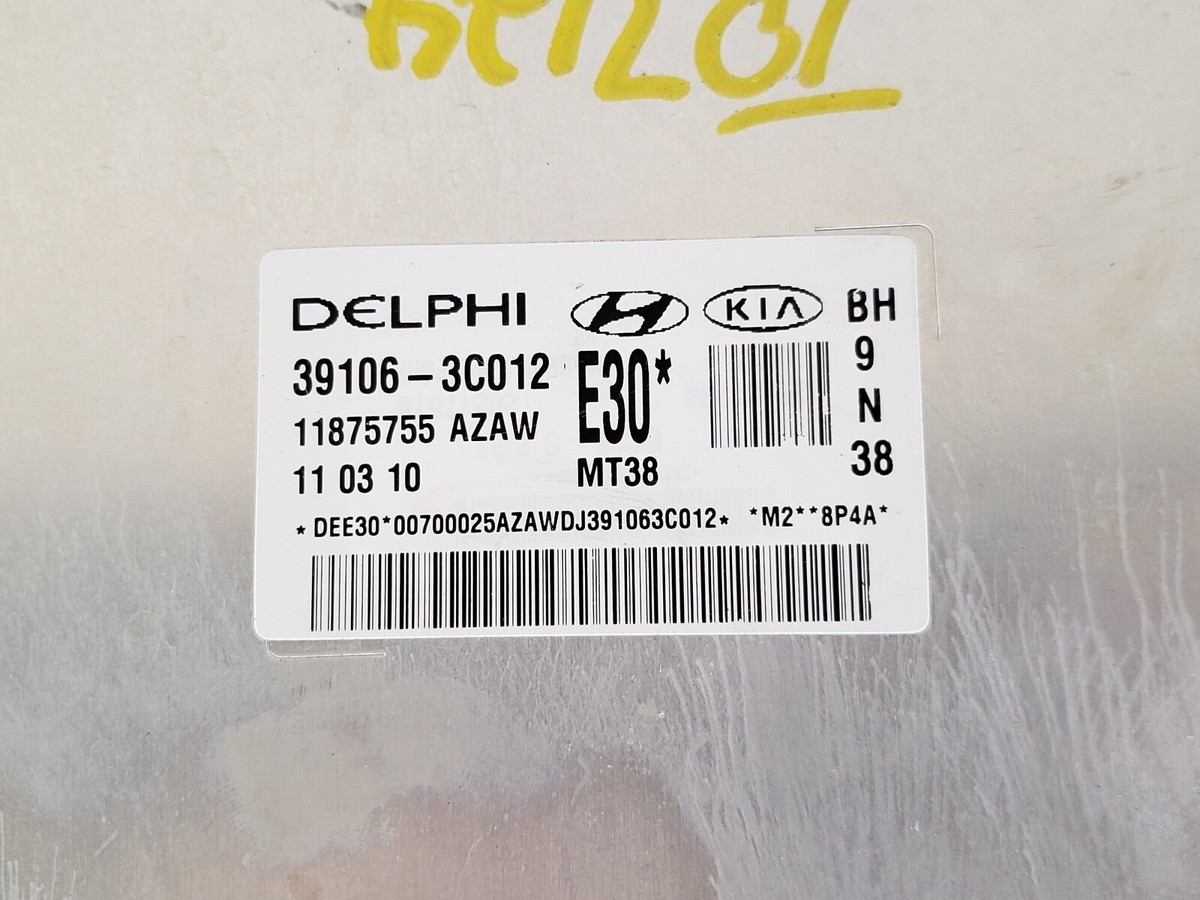 DELPHI KIA BH
39106-3C012 E30* 9
11875755 AZAW N
11 03 10 MT38 38
*DEE30*00700025AZAWDJ391063C012* *M2**8P4A*